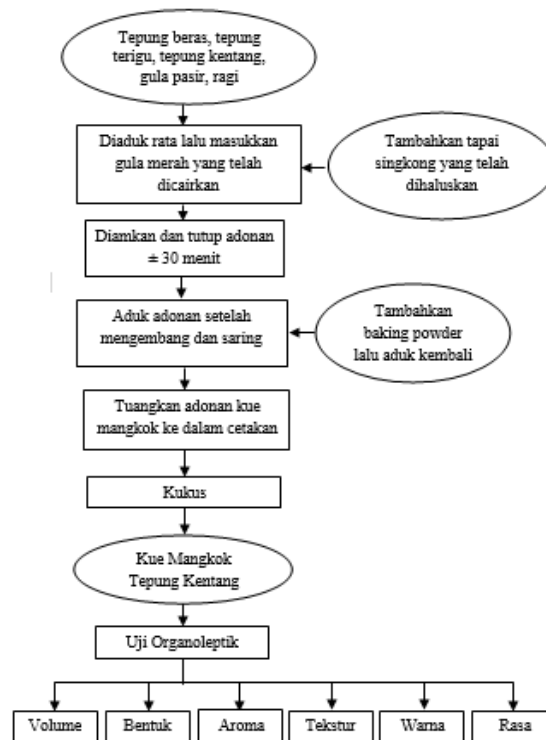 Tepung beras, tepung
terigu, tepung kentang,
gula pasir, ragi
Diaduk rata lalu masukkan
gula merah yang telah
dicairkan
Tambahkan tapai
singkong yang telah
dihaluskan
Diamkan dan tutup adonan
± 30 menit
Aduk adonan setelah
mengembang dan saring
Tambahkan
baking powder
lalu aduk kembali
Tuangkan adonan kue
mangkok ke dalam cetakan
Kukus
Kue Mangkok
Tepung Kentang
Uji Organoleptik
Volume Bentuk Aroma Tekstur Warna Rasa